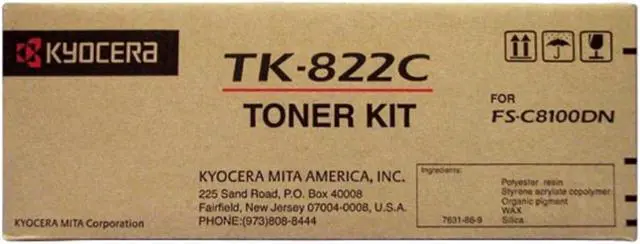 KYOCERA
TK-822C
TONER KIT
FOR
FS-C8100DN
KYOCERA MITA AMERICA, INC.
225 Sand Road, P.O. Box 40008
Fairfield, New Jersey 07004-0008, U.S.A.
PHONE:(973)808-8444
KYOCERA MITA Corporation
Ingredients:
Polyester resin
Styrene acrylate copolymer
Organic pigment
WAX
7631-86-9 Silica